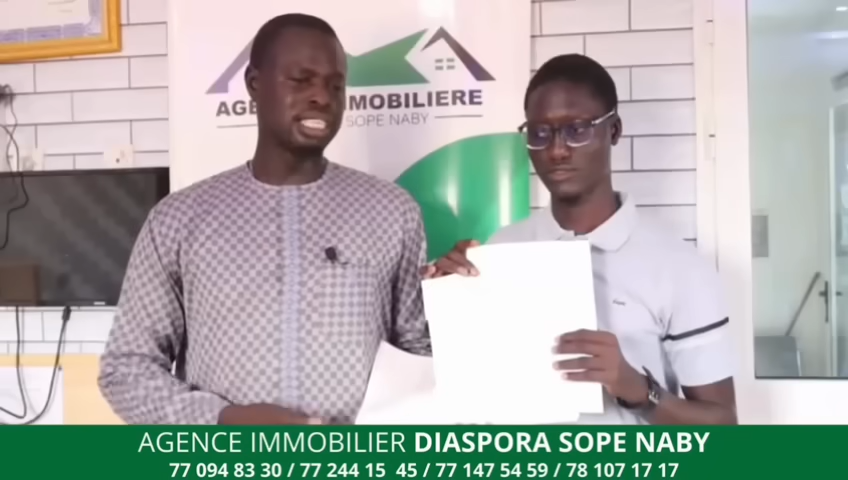 AGE IMMOBILIERE
SOPE NABY
AGENCE IMMOBILIER DIASPORA SOPE NABY
77 094 83 30 / 77 244 15 45 / 77 147 54 59 / 78 107 17 17